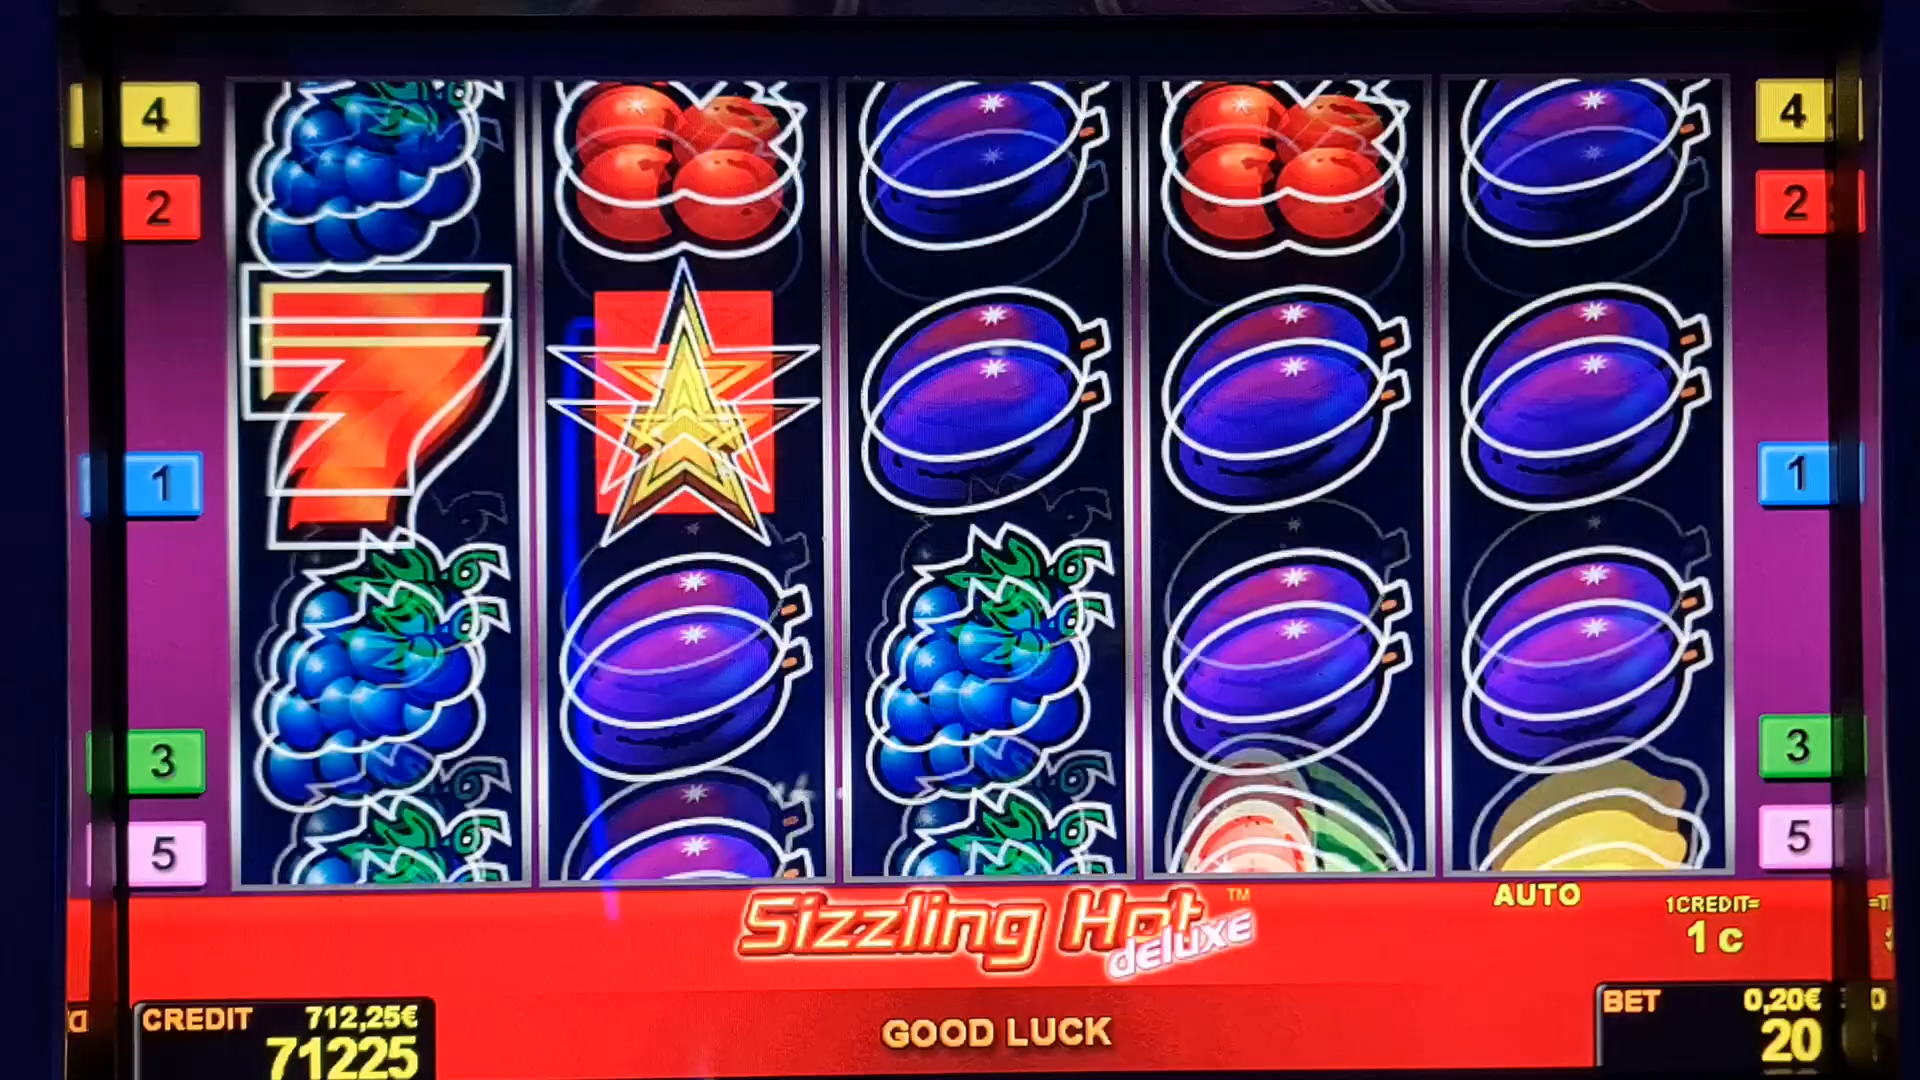 4 4
2 2
1 1
3 3
5 5
Sizzling Hot™
deluxe
AUTO
1CREDIT=
1 c
CREDIT 712,25€
71225
GOOD LUCK
BET 0,20€
20